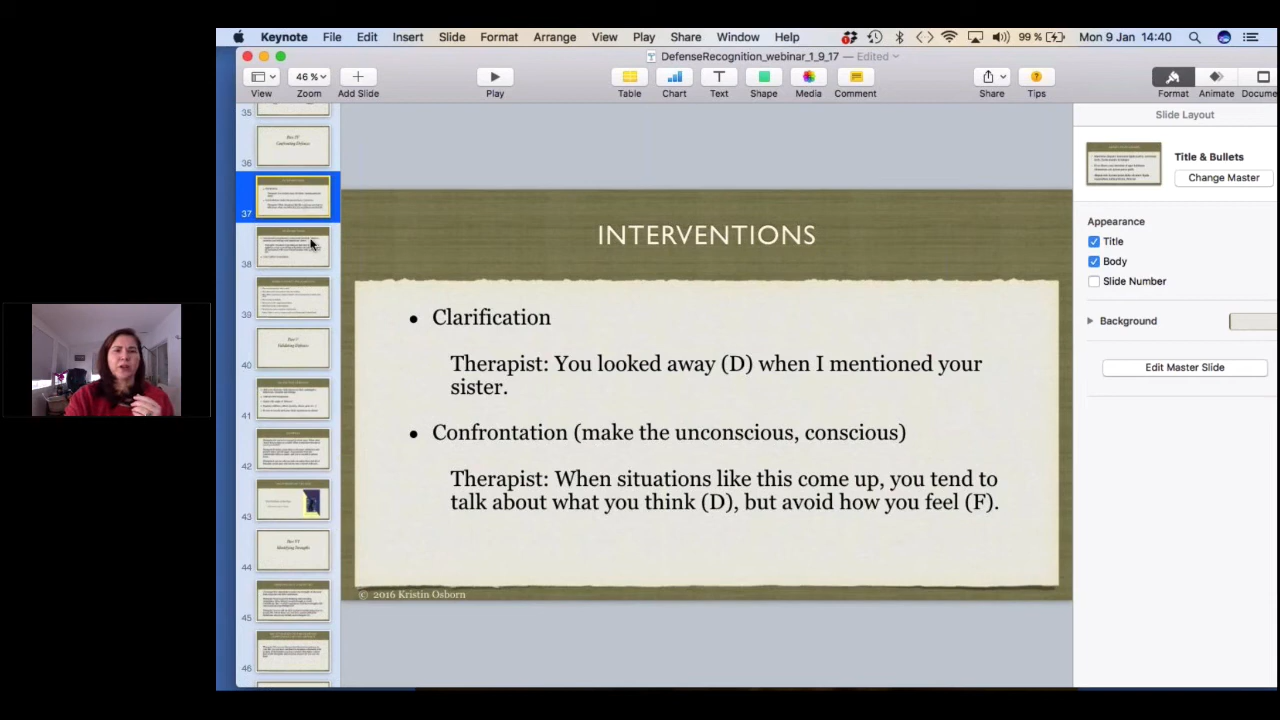 Keynote File Edit Insert Slide Format Arrange View Play Share Window Help 99 % Mon 9 Jan 14:40
DefenseRecognition_webinar_1_9_17 — Edited
46 %
View Zoom Add Slide Play Table Chart Text Shape Media Comment Share Tips Format Animate Docume
Slide Layout
35
36
37
38
39
40
41
42
43
44
45
46
INTERVENTIONS
• Clarification
Therapist: You looked away (D) when I mentioned your
sister.
• Confrontation (make the unconscious, conscious)
Therapist: When situations like this come up, you tend to
talk about what you think (D), but avoid how you feel (F).
© 2016 Kristin Osborn
Title & Bullets
Change Master
Appearance
Title
Body
Slide Number
Background
Edit Master Slide